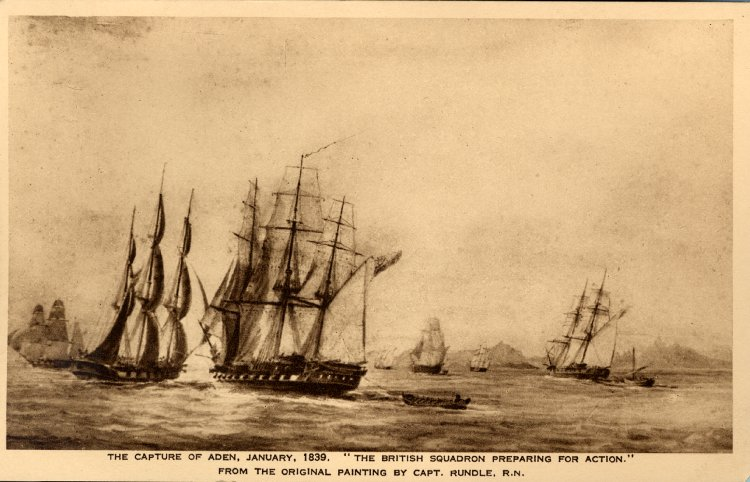 THE CAPTURE OF ADEN, JANUARY, 1839. "THE BRITISH SQUADRON PREPARING FOR ACTION."
FROM THE ORIGINAL PAINTING BY CAPT. RUNDLE, R.N.